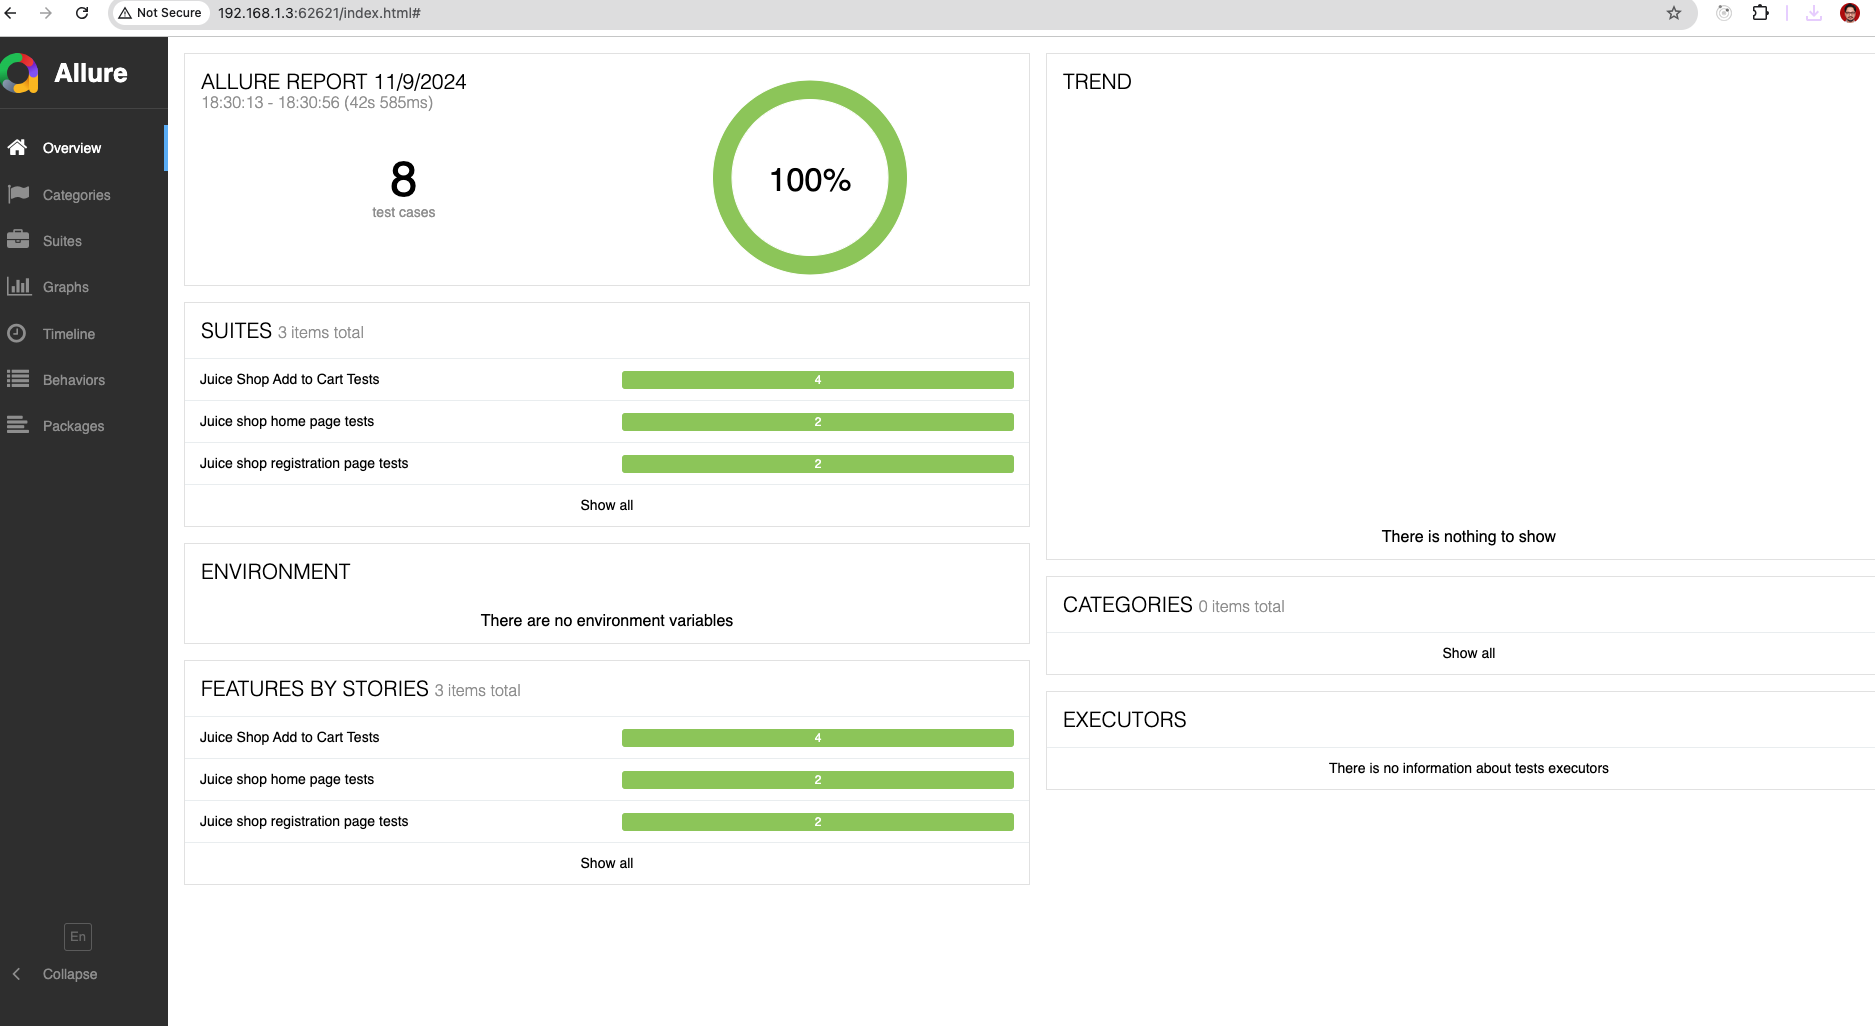 Not Secure 192.168.1.3:62621/index.html#
Allure
Overview
Categories
Suites
Graphs
Timeline
Behaviors
Packages
En
Collapse
ALLURE REPORT 11/9/2024
18:30:13 - 18:30:56 (42s 585ms)
8
test cases
100%
SUITES 3 items total
Juice Shop Add to Cart Tests 4
Juice shop home page tests 2
Juice shop registration page tests 2
Show all
ENVIRONMENT
There are no environment variables
FEATURES BY STORIES 3 items total
Juice Shop Add to Cart Tests 4
Juice shop home page tests 2
Juice shop registration page tests 2
Show all
TREND
There is nothing to show
CATEGORIES 0 items total
Show all
EXECUTORS
There is no information about tests executors